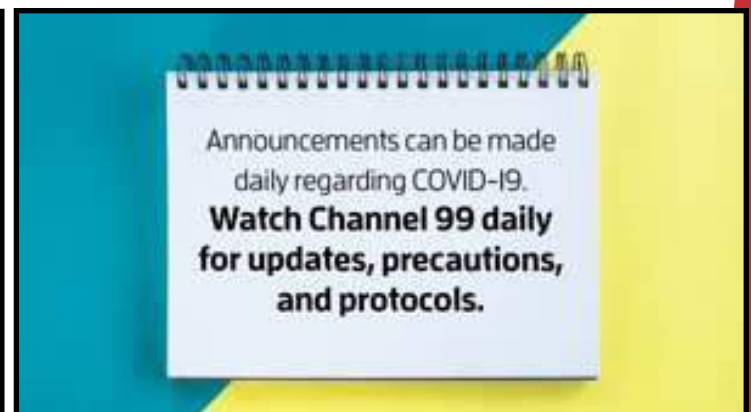 Announcements can be made
daily regarding COVID-19.
Watch Channel 99 daily
for updates, precautions,
and protocols.